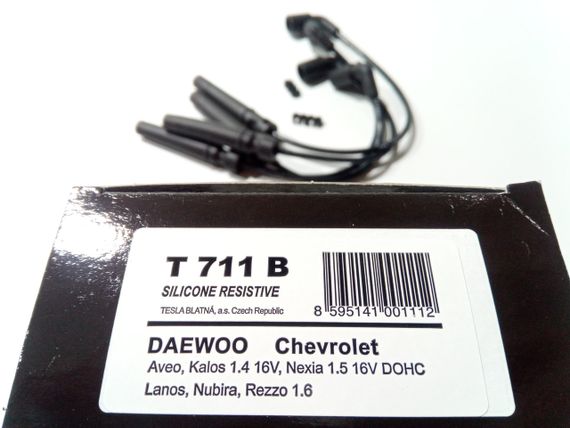 T 711 B
SILICONE RESISTIVE
TESLA BLATNÁ, a.s. Czech Republic
8 595141 001112
DAEWOO Chevrolet
Aveo, Kalos 1.4 16V, Nexia 1.5 16V DOHC
Lanos, Nubira, Rezzo 1.6